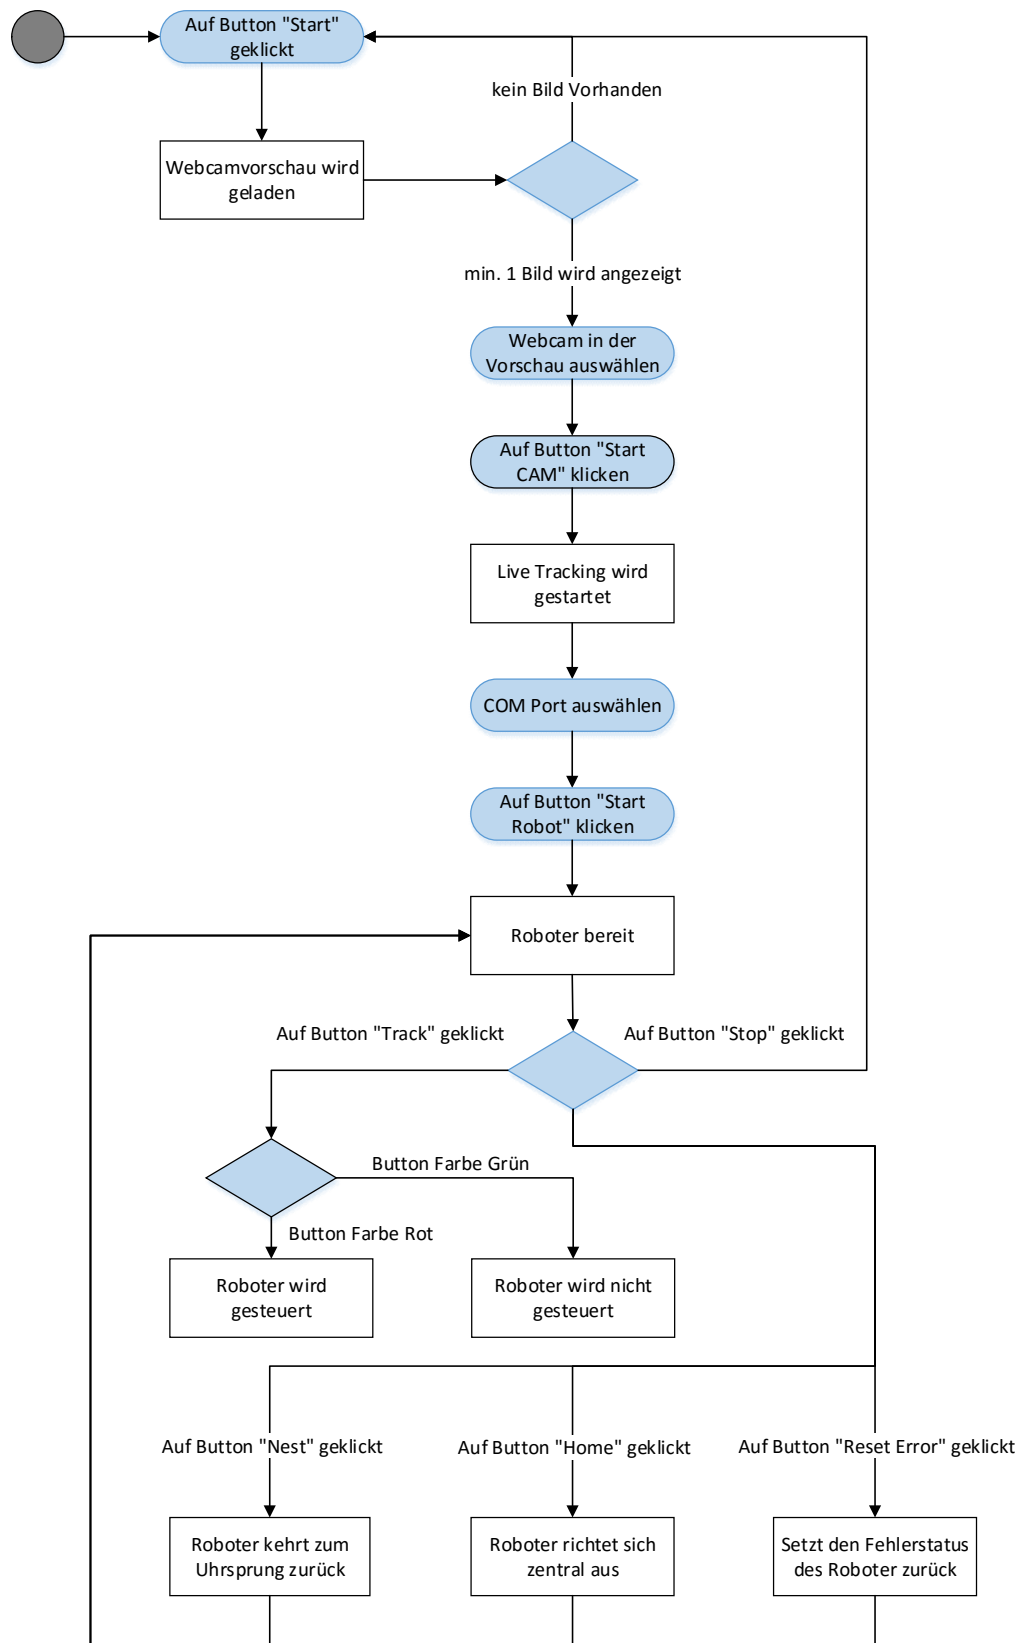 Auf Button "Start"
geklickt
kein Bild Vorhanden
Webcamvorschau wird
geladen
min. 1 Bild wird angezeigt
Webcam in der
Vorschau auswählen
Auf Button "Start
CAM" klicken
Live Tracking wird
gestartet
COM Port auswählen
Auf Button "Start
Robot" klicken
Roboter bereit
Auf Button "Track" geklickt
Auf Button "Stop" geklickt
Button Farbe Grün
Button Farbe Rot
Roboter wird
gesteuert
Roboter wird nicht
gesteuert
Auf Button "Nest" geklickt
Auf Button "Home" geklickt
Auf Button "Reset Error" geklickt
Roboter kehrt zum
Uhrsprung zurück
Roboter richtet sich
zentral aus
Setzt den Fehlerstatus
des Roboter zurück